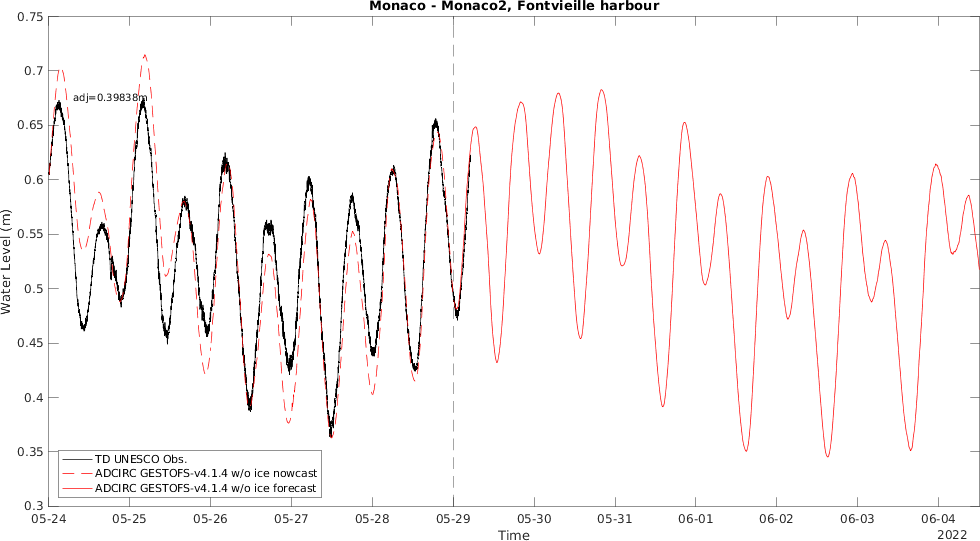 Monaco - Monaco2, Fontvieille harbour
0.75
0.7
0.65
0.6
0.55
0.5
0.45
0.4
0.35
0.3
Water Level (m)
adj=0.39838m
TD UNESCO Obs.
ADCIRC GESTOFS-v4.1.4 w/o ice nowcast
ADCIRC GESTOFS-v4.1.4 w/o ice forecast
05-24 05-25 05-26 05-27 05-28 05-29 05-30 05-31 06-01 06-02 06-03 06-04
Time
2022